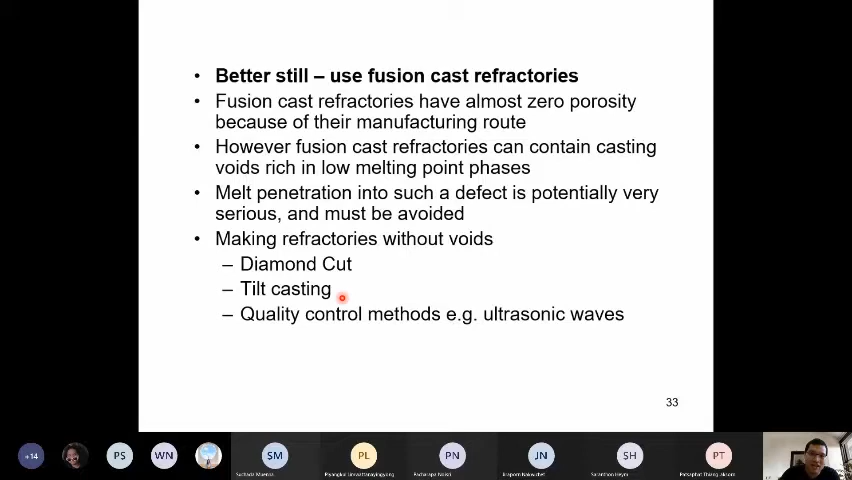 • Better still – use fusion cast refractories
• Fusion cast refractories have almost zero porosity
because of their manufacturing route
• However fusion cast refractories can contain casting
voids rich in low melting point phases
• Melt penetration into such a defect is potentially very
serious, and must be avoided
• Making refractories without voids
– Diamond Cut
– Tilt casting
– Quality control methods e.g. ultrasonic waves
33
+14 PS WN SM PL PN JN SH PT
Suchada Saranthon